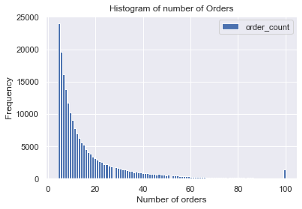 Histogram of number of Orders
order_count
Frequency
25000
20000
15000
10000
5000
0
0 20 40 60 80 100
Number of orders